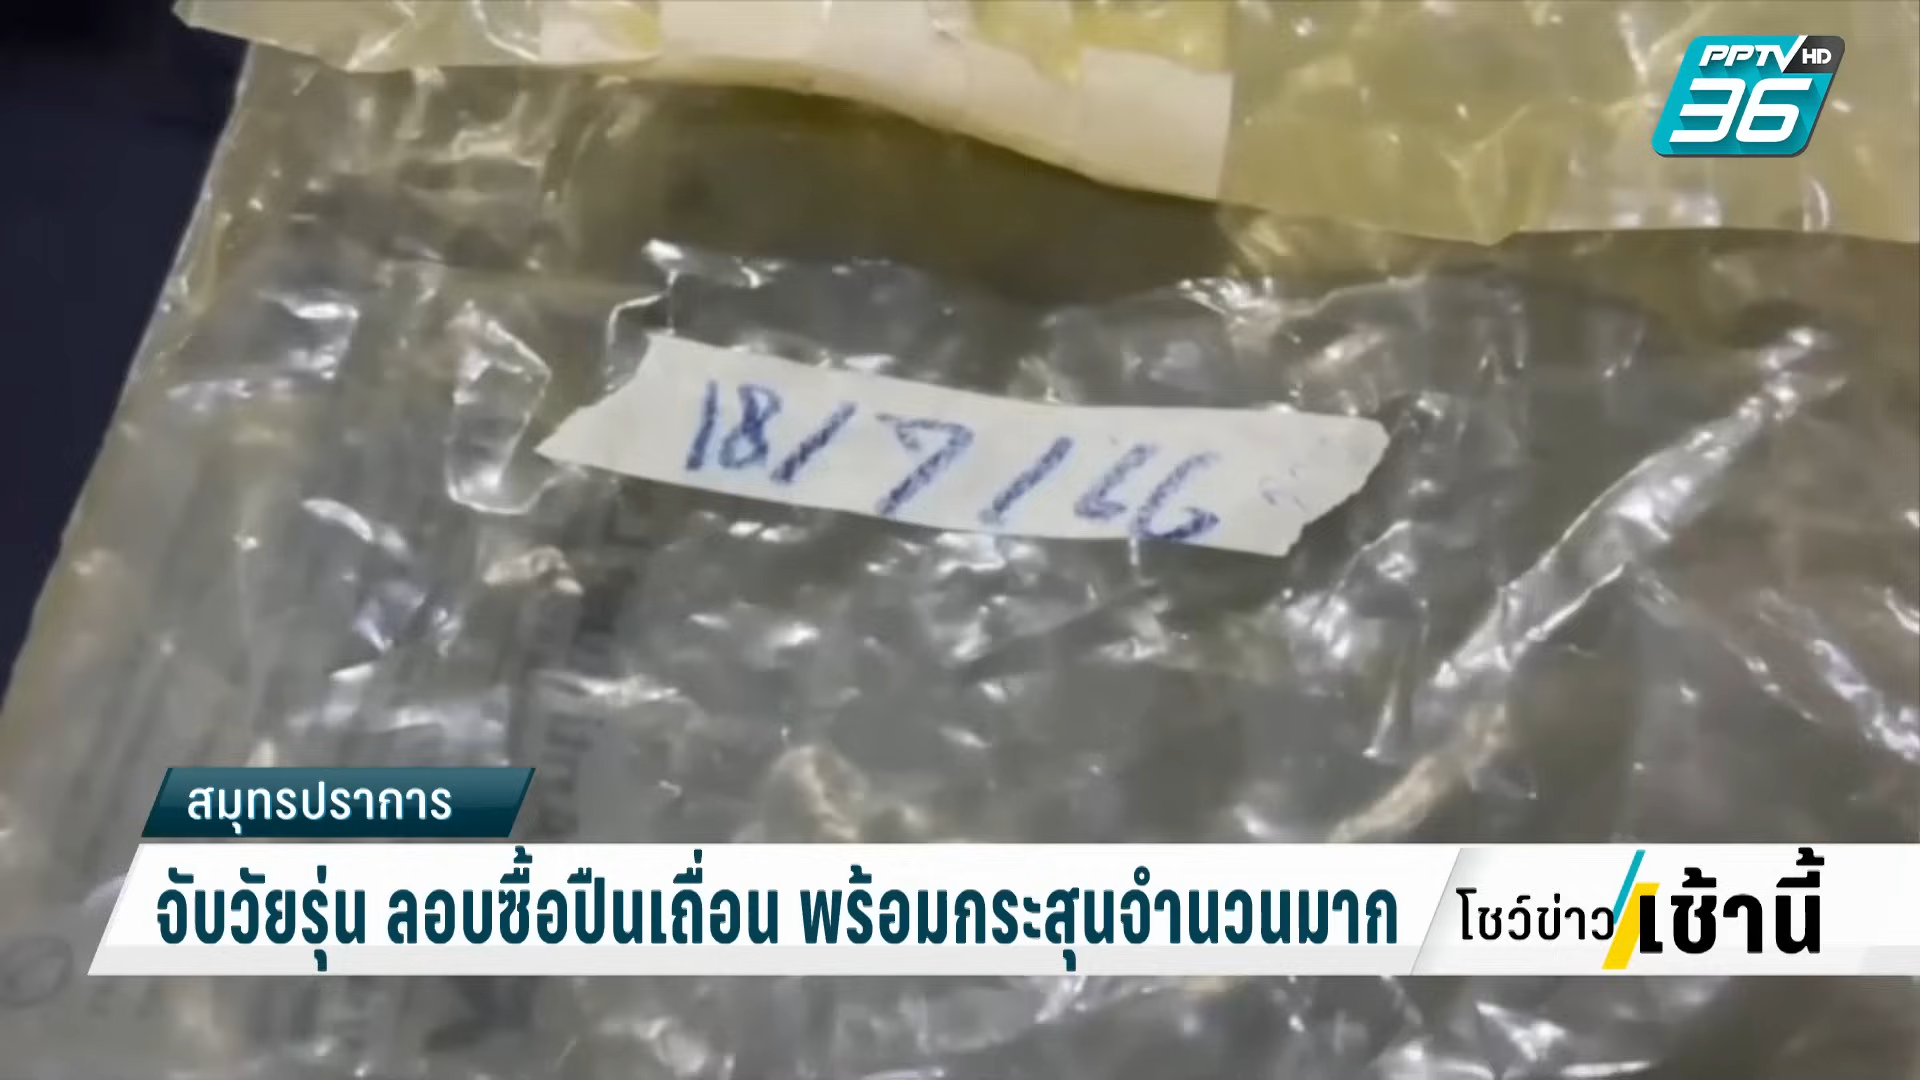 PPTV HD
36
18/7/66
สมุทรปราการ
จับวัยรุ่น ลอบซื้อปืนเถื่อน พร้อมกระสุนจำนวนมาก
โชว์ข่าว เช้านี้